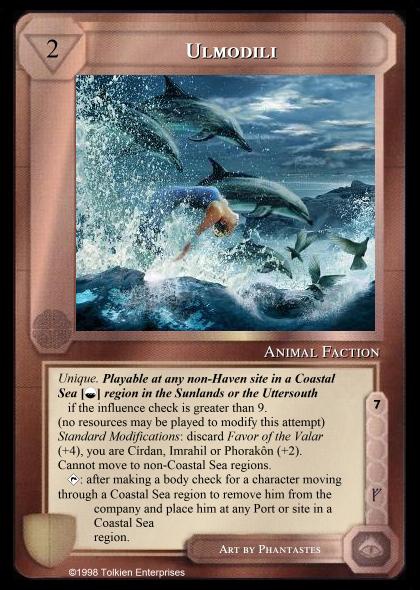 2
ULMODILI
ANIMAL FACTION
Unique. Playable at any non-Haven site in a Coastal
Sea [] region in the Sunlands or the Uttersouth
if the influence check is greater than 9.
(no resources may be played to modify this attempt)
Standard Modifications: discard Favor of the Valar
(+4), you are Círdan, Imrahil or Phorakôn (+2).
Cannot move to non-Coastal Sea regions.
: after making a body check for a character moving
through a Coastal Sea region to remove him from the
company and place him at any Port or site in a
Coastal Sea
region.
7
ART BY PHANTASTES
©1998 Tolkien Enterprises